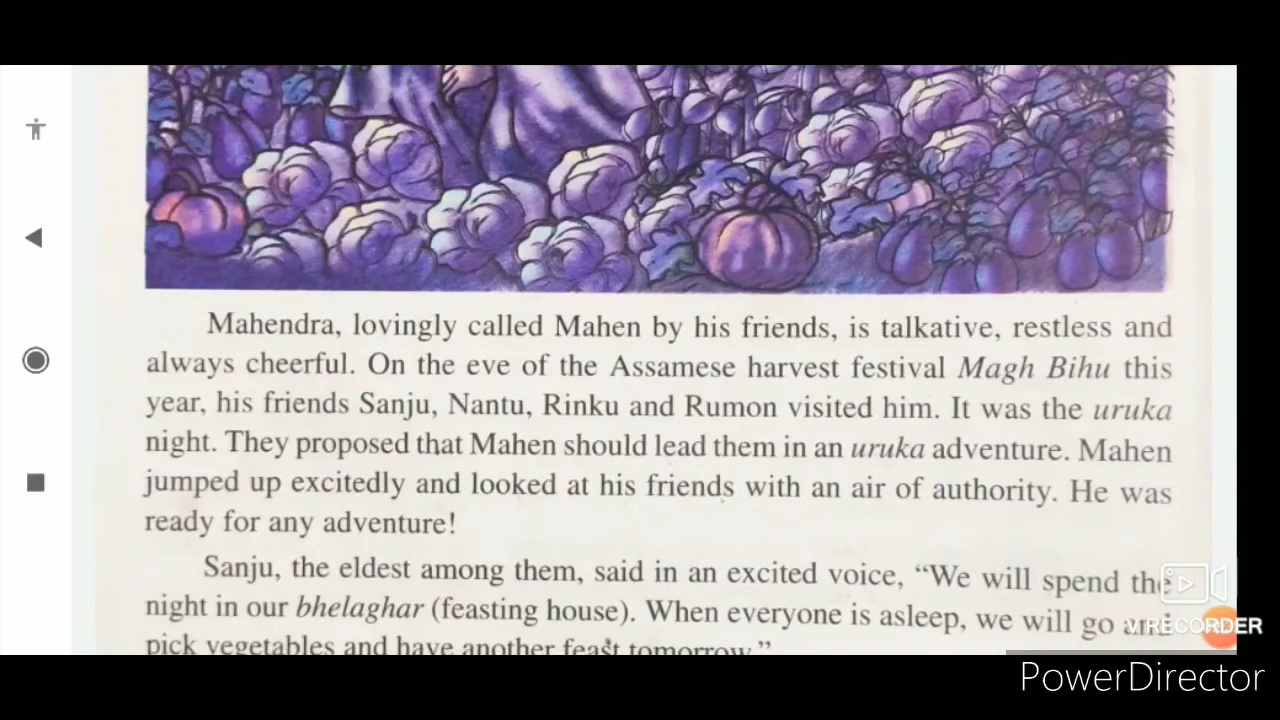 Mahendra, lovingly called Mahen by his friends, is talkative, restless and
always cheerful. On the eve of the Assamese harvest festival Magh Bihu this
year, his friends Sanju, Nantu, Rinku and Rumon visited him. It was the uruka
night. They proposed that Mahen should lead them in an uruka adventure. Mahen
jumped up excitedly and looked at his friends with an air of authority. He was
ready for any adventure!
Sanju, the eldest among them, said in an excited voice, “We will spend the
night in our bhelaghar (feasting house). When everyone is asleep, we will go and
pick vegetables and have another feast tomorrow.”
V RECORDER
PowerDirector